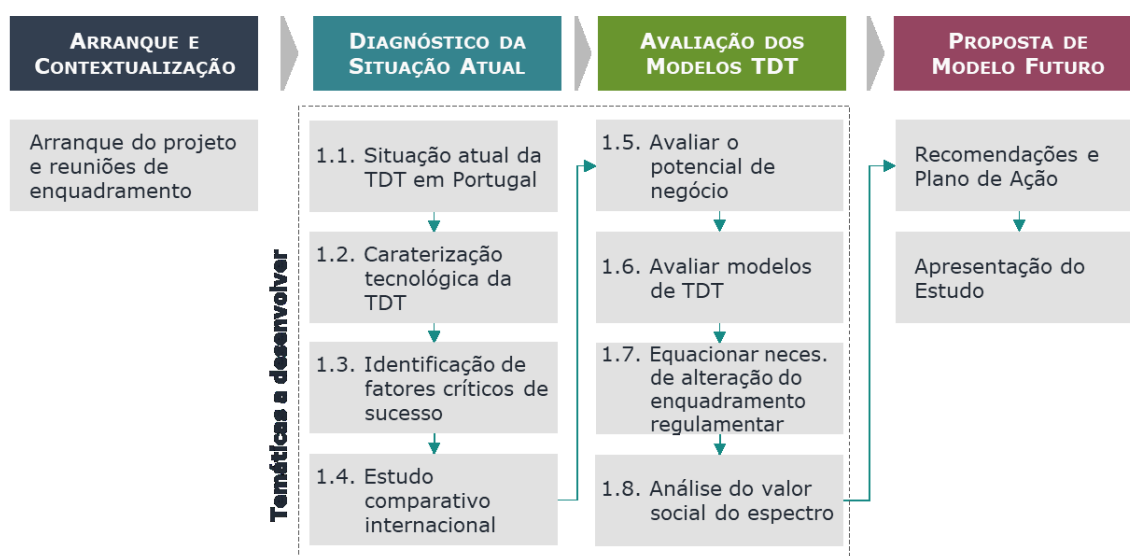 ARRANQUE E
CONTEXTUALIZAÇÃO
DIAGNÓSTICO DA
SITUAÇÃO ATUAL
AVALIAÇÃO DOS
MODELOS TDT
PROPOSTA DE
MODELO FUTURO
Arranque do projeto
e reuniões de
enquadramento
Temáticas a desenvolver
1.1. Situação atual da
TDT em Portugal
1.2. Caraterização
tecnológica da
TDT
1.3. Identificação de
fatores críticos de
sucesso
1.4. Estudo
comparativo
internacional
1.5. Avaliar o
potencial de
negócio
1.6. Avaliar modelos
de TDT
1.7. Equacionar neces.
de alteração do
enquadramento
regulamentar
1.8. Análise do valor
social do espectro
Recomendações e
Plano de Ação
Apresentação do
Estudo